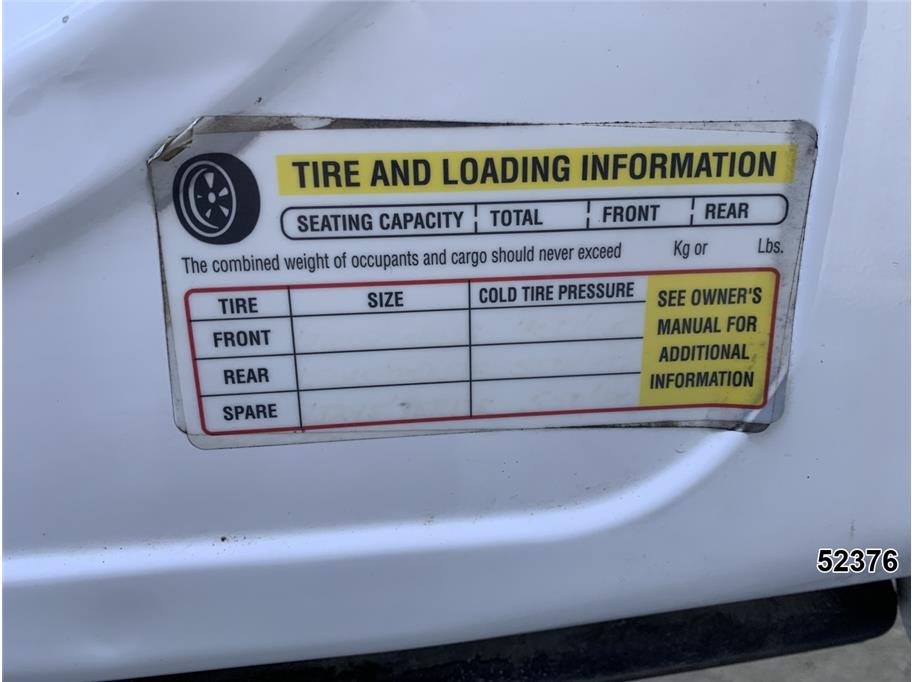 TIRE AND LOADING INFORMATION
SEATING CAPACITY TOTAL FRONT REAR
The combined weight of occupants and cargo should never exceed Kg or Lbs.
TIRE SIZE COLD TIRE PRESSURE
FRONT
REAR
SPARE
SEE OWNER'S
MANUAL FOR
ADDITIONAL
INFORMATION
52376